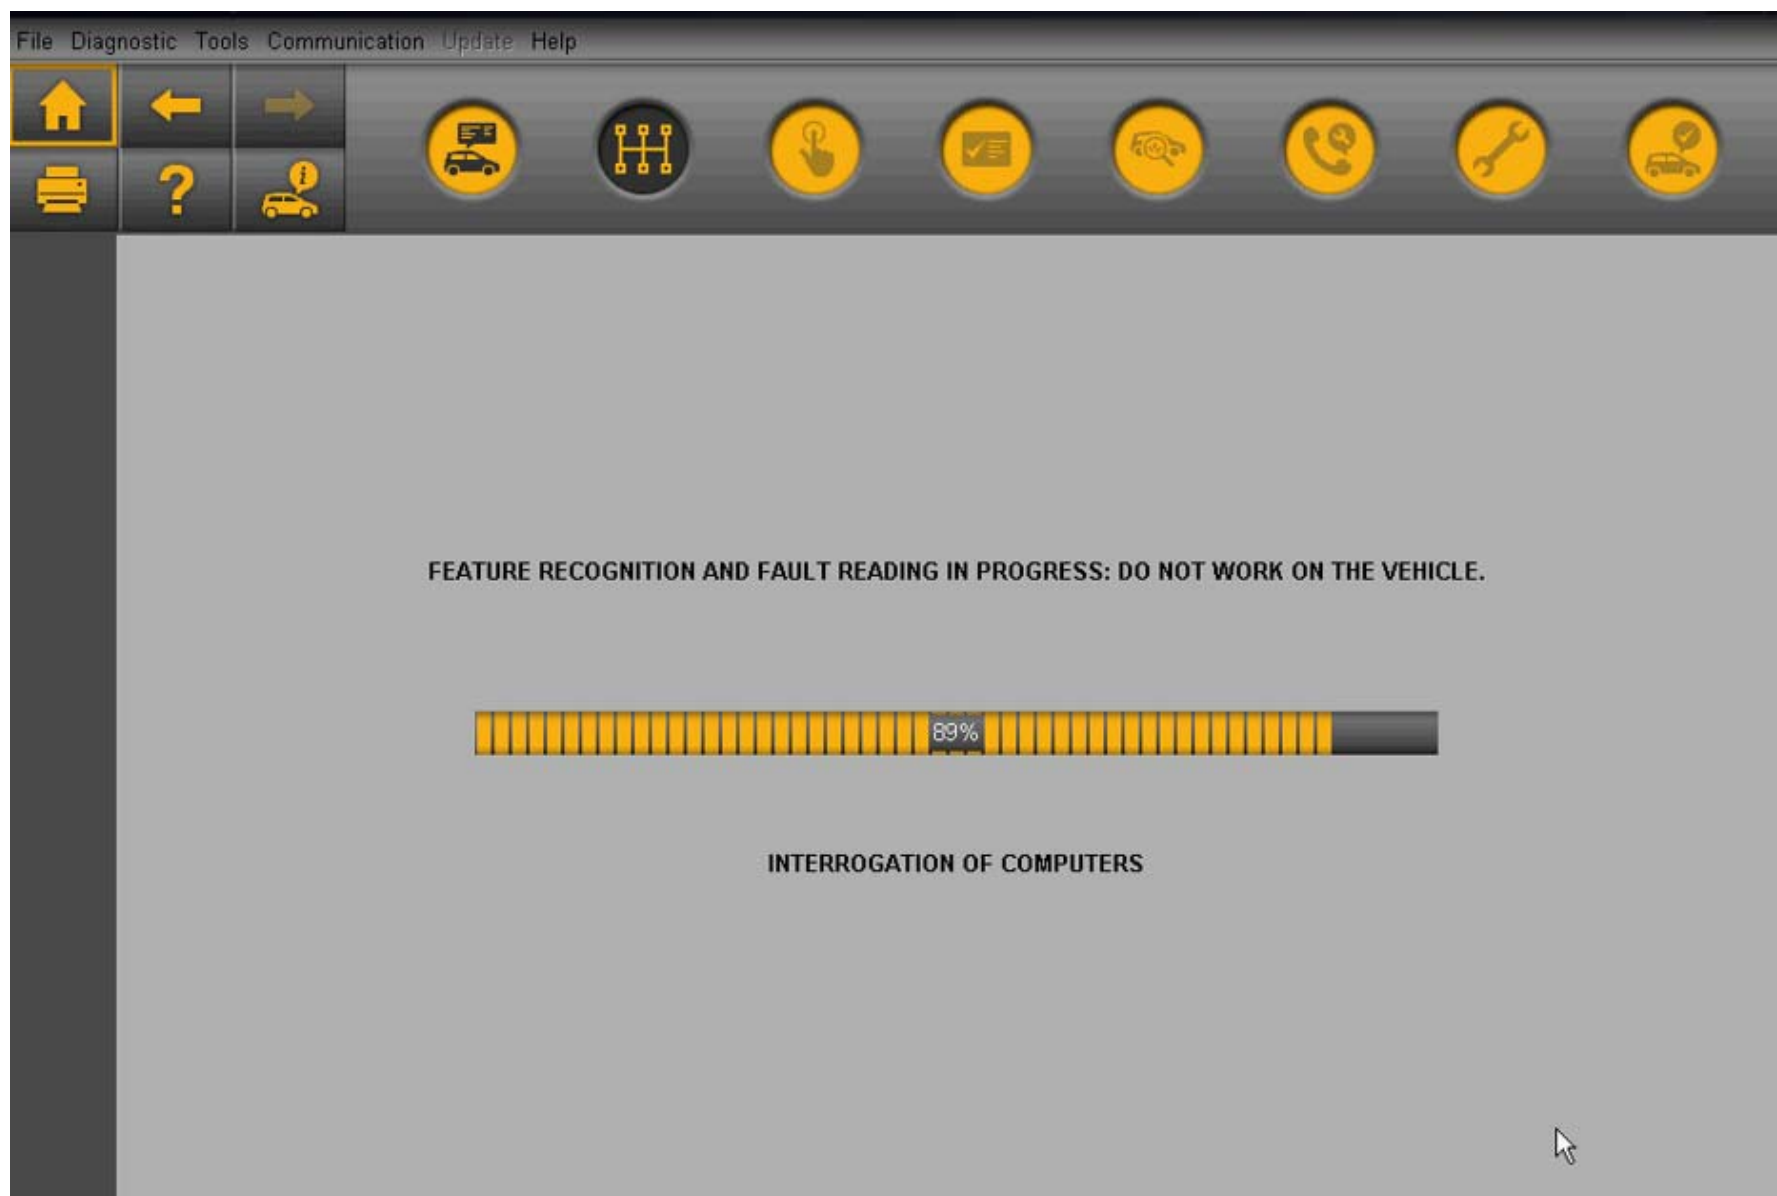 File Diagnostic Tools Communication Update Help
FEATURE RECOGNITION AND FAULT READING IN PROGRESS: DO NOT WORK ON THE VEHICLE.
89%
INTERROGATION OF COMPUTERS